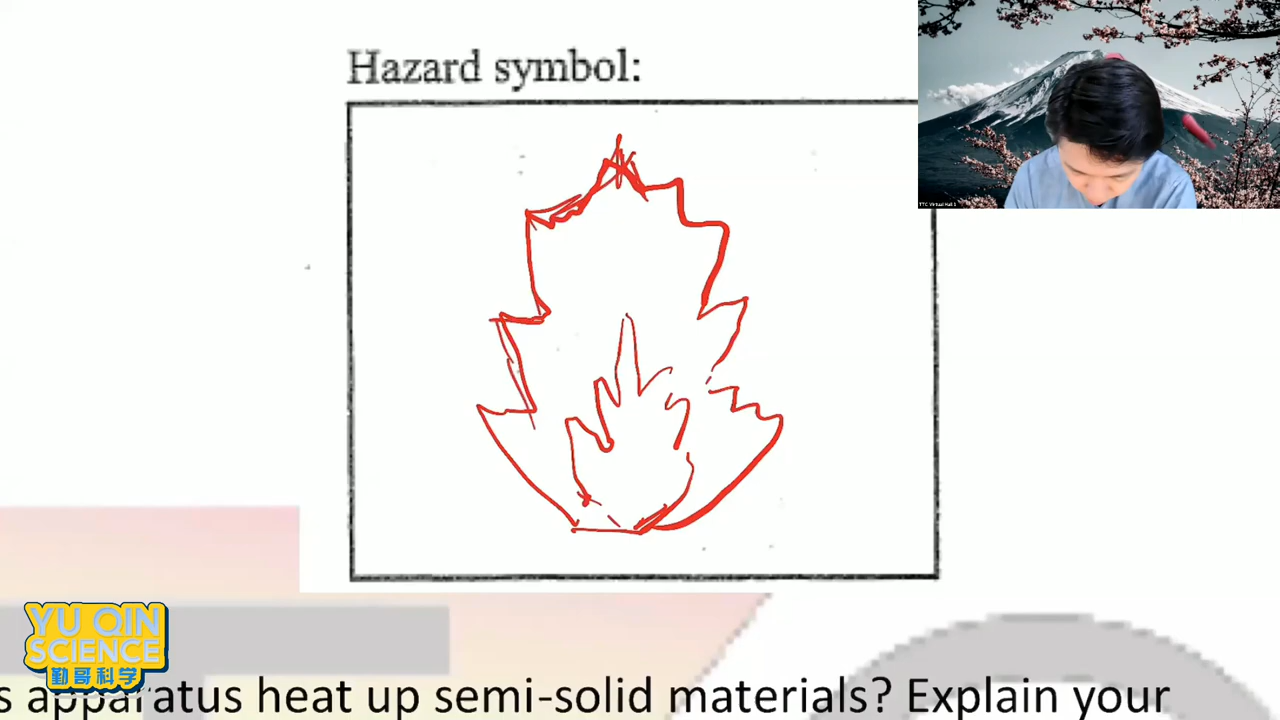 Hazard symbol:
YU QIN
SCIENCE
勤哥科学
s apparatus heat up semi-solid materials? Explain your